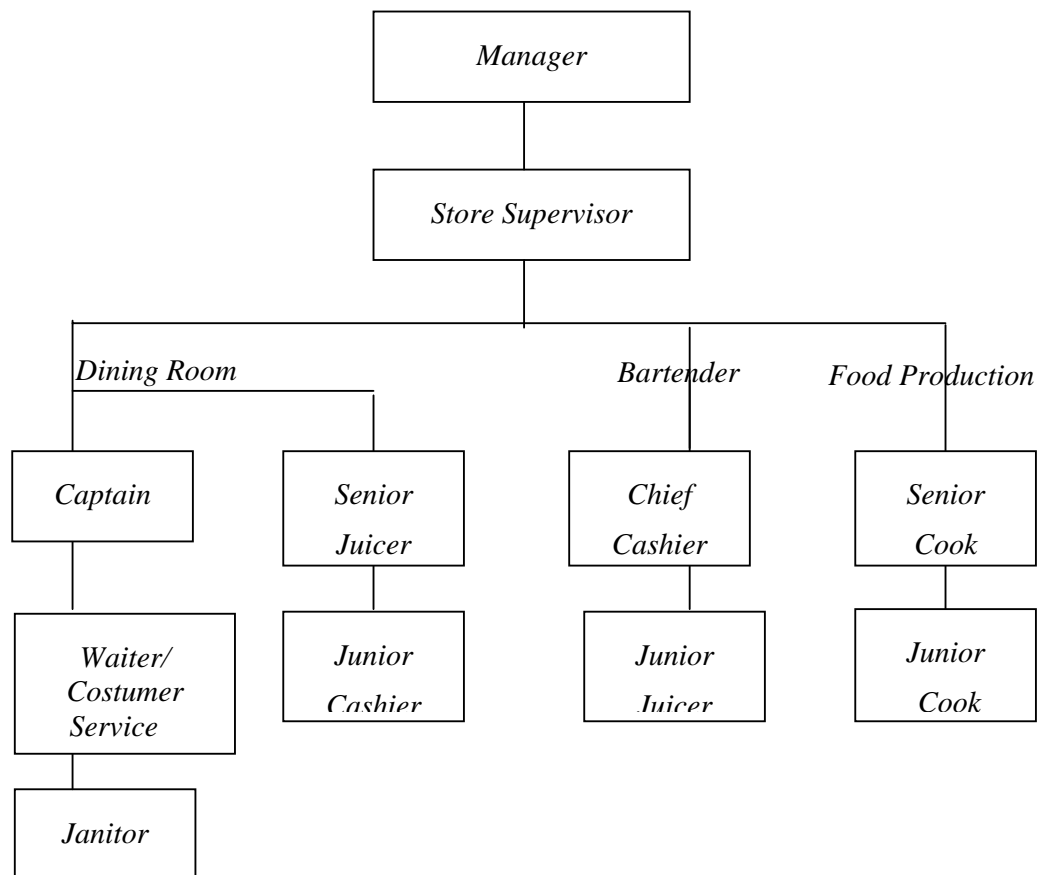 Manager
Store Supervisor
Dining Room
Bartender
Food Production
Captain
Senior
Juicer
Chief
Cashier
Senior
Cook
Waiter/
Costumer
Service
Junior
Cashier
Junior
Juicer
Junior
Cook
Janitor